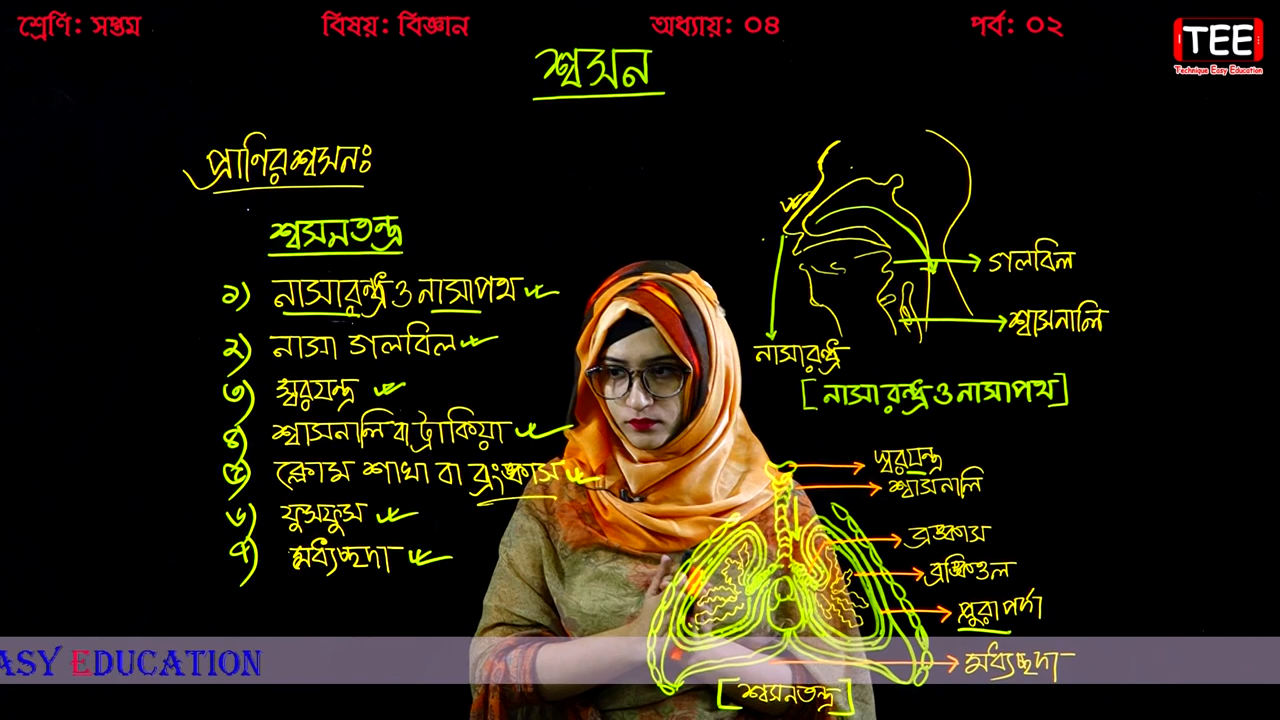 শ্রেণি: সপ্তম
বিষয়: বিজ্ঞান
অধ্যায়: ০৪
পর্ব: ০২
TEE
Technique Easy Education
শ্বসন
প্রাণির শ্বসনঃ
শ্বসনতন্ত্র
১) নাসারন্ধ্র ও নাসাপথ
২) নাসা গলবিল
৩) স্বরযন্ত্র
৪) শ্বাসনালি বা ট্রাকিয়া
৫) ক্লোম শাখা বা ব্রংঙ্কাস
৬) ফুসফুস
৭) মধ্যচ্ছদা
গলবিল
শ্বাসনালি
নাসারন্ধ্র
[নাসারন্ধ্র ও নাসাপথ]
স্বরযন্ত্র
শ্বাসনালি
ব্রঙ্কাস
ব্রঙ্কিওল
প্লুরা পর্দা
মধ্যচ্ছদা
[শ্বসনতন্ত্র]
ASY EDUCATION